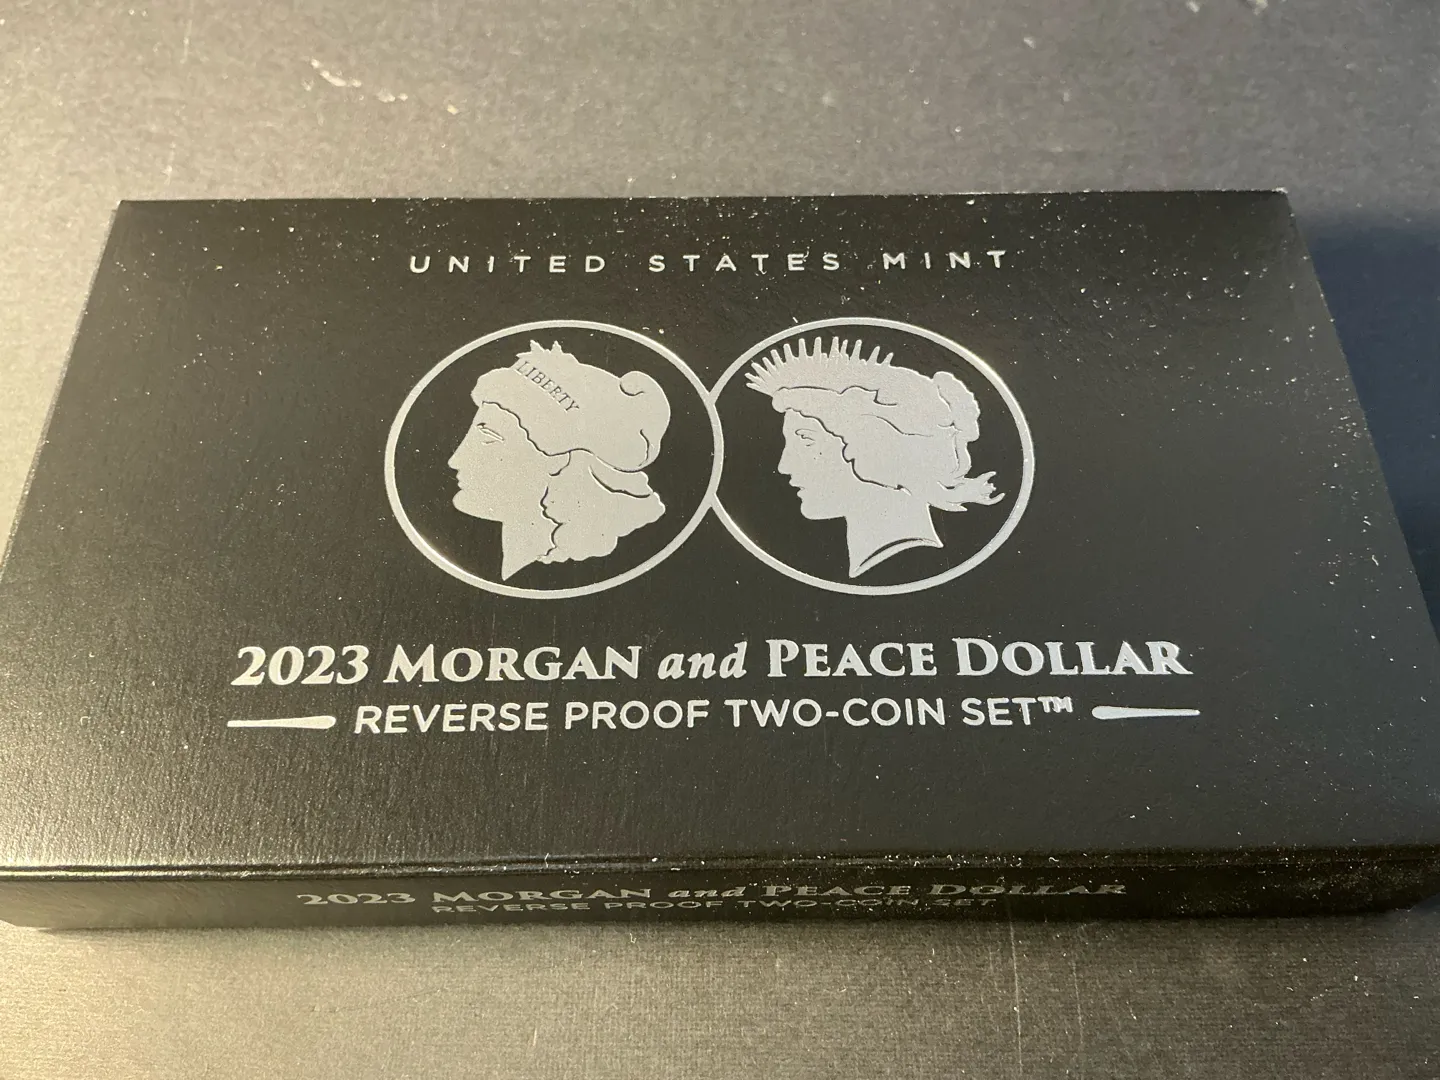 UNITED STATES MINT
LIBERTY
2023 MORGAN and PEACE DOLLAR
REVERSE PROOF TWO-COIN SET™
2023 MORGAN and PEACE DOLLAR
REVERSE PROOF TWO-COIN SET